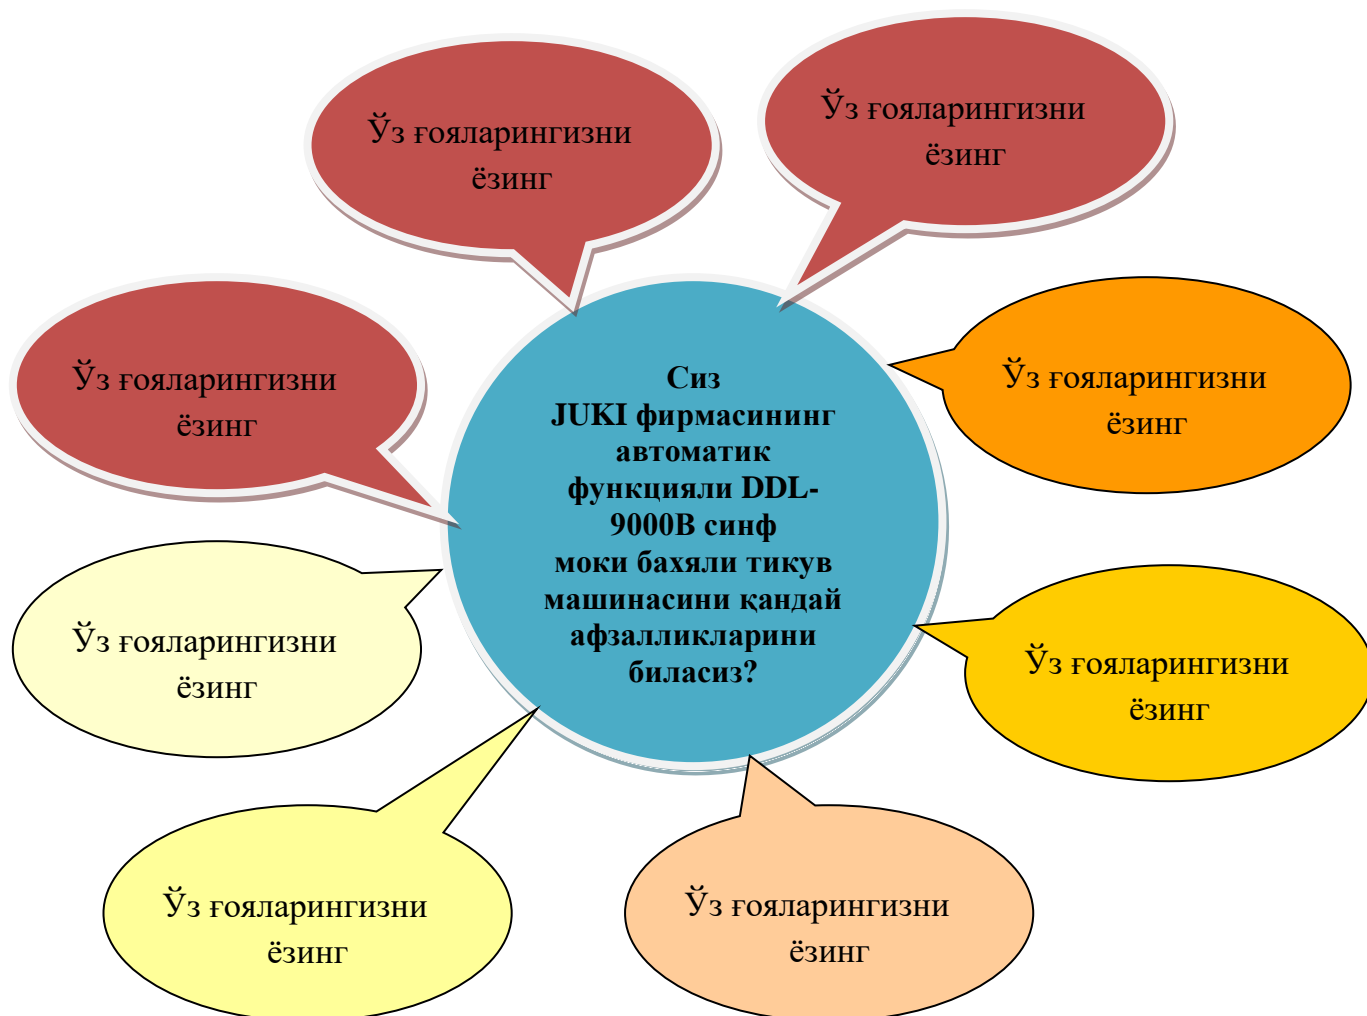 Ўз ғояларингизни
ёзинг
Ўз ғояларингизни
ёзинг
Ўз ғояларингизни
ёзинг
Ўз ғояларингизни
ёзинг
Сиз
JUKI фирмасининг
автоматик
функцияли DDL-
9000B синф
моки бахяли тикув
машинасини қандай
афзалликларини
биласиз?
Ўз ғояларингизни
ёзинг
Ўз ғояларингизни
ёзинг
Ўз ғояларингизни
ёзинг
Ўз ғояларингизни
ёзинг